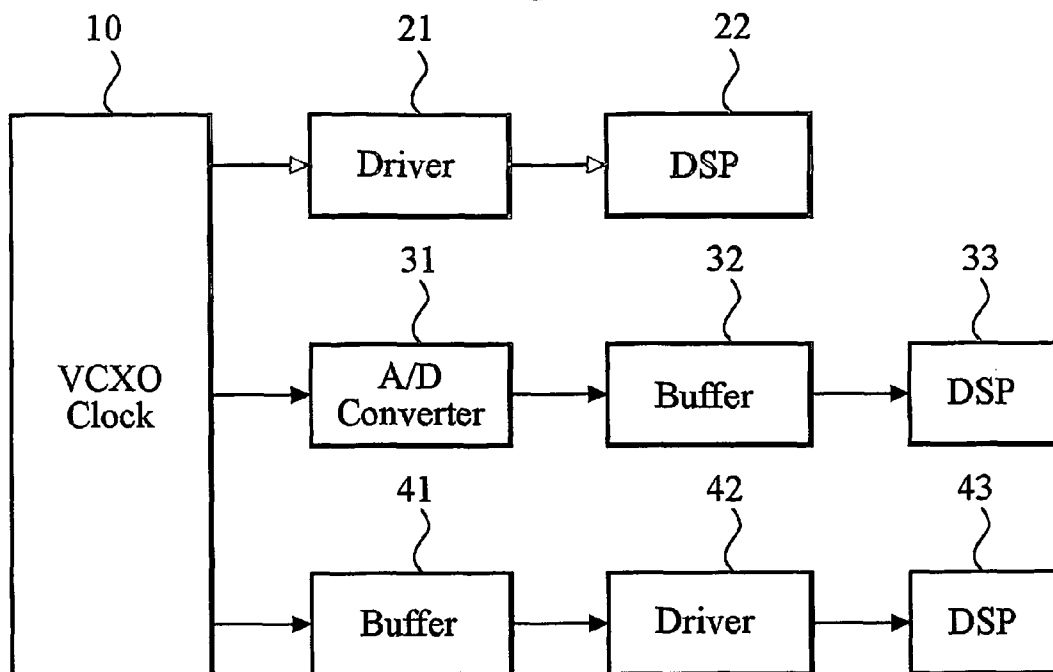 10
21
22
Driver
DSP
31
32
33
VCXO
Clock
A/D
Converter
Buffer
DSP
41
42
43
Buffer
Driver
DSP